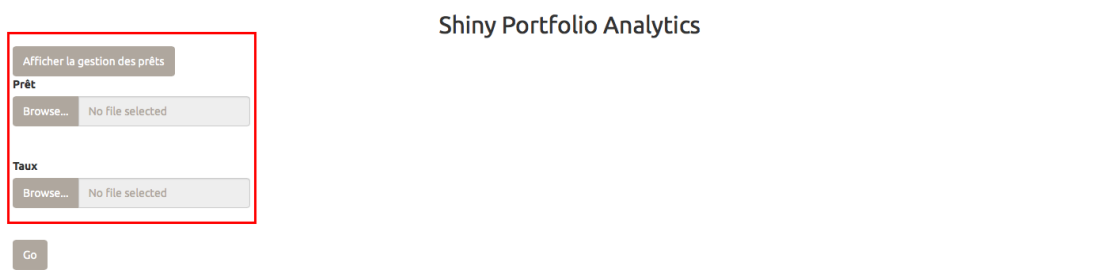 Shiny Portfolio Analytics
Afficher la gestion des prêts
Prêt
Browse... No file selected
Taux
Browse... No file selected
Go